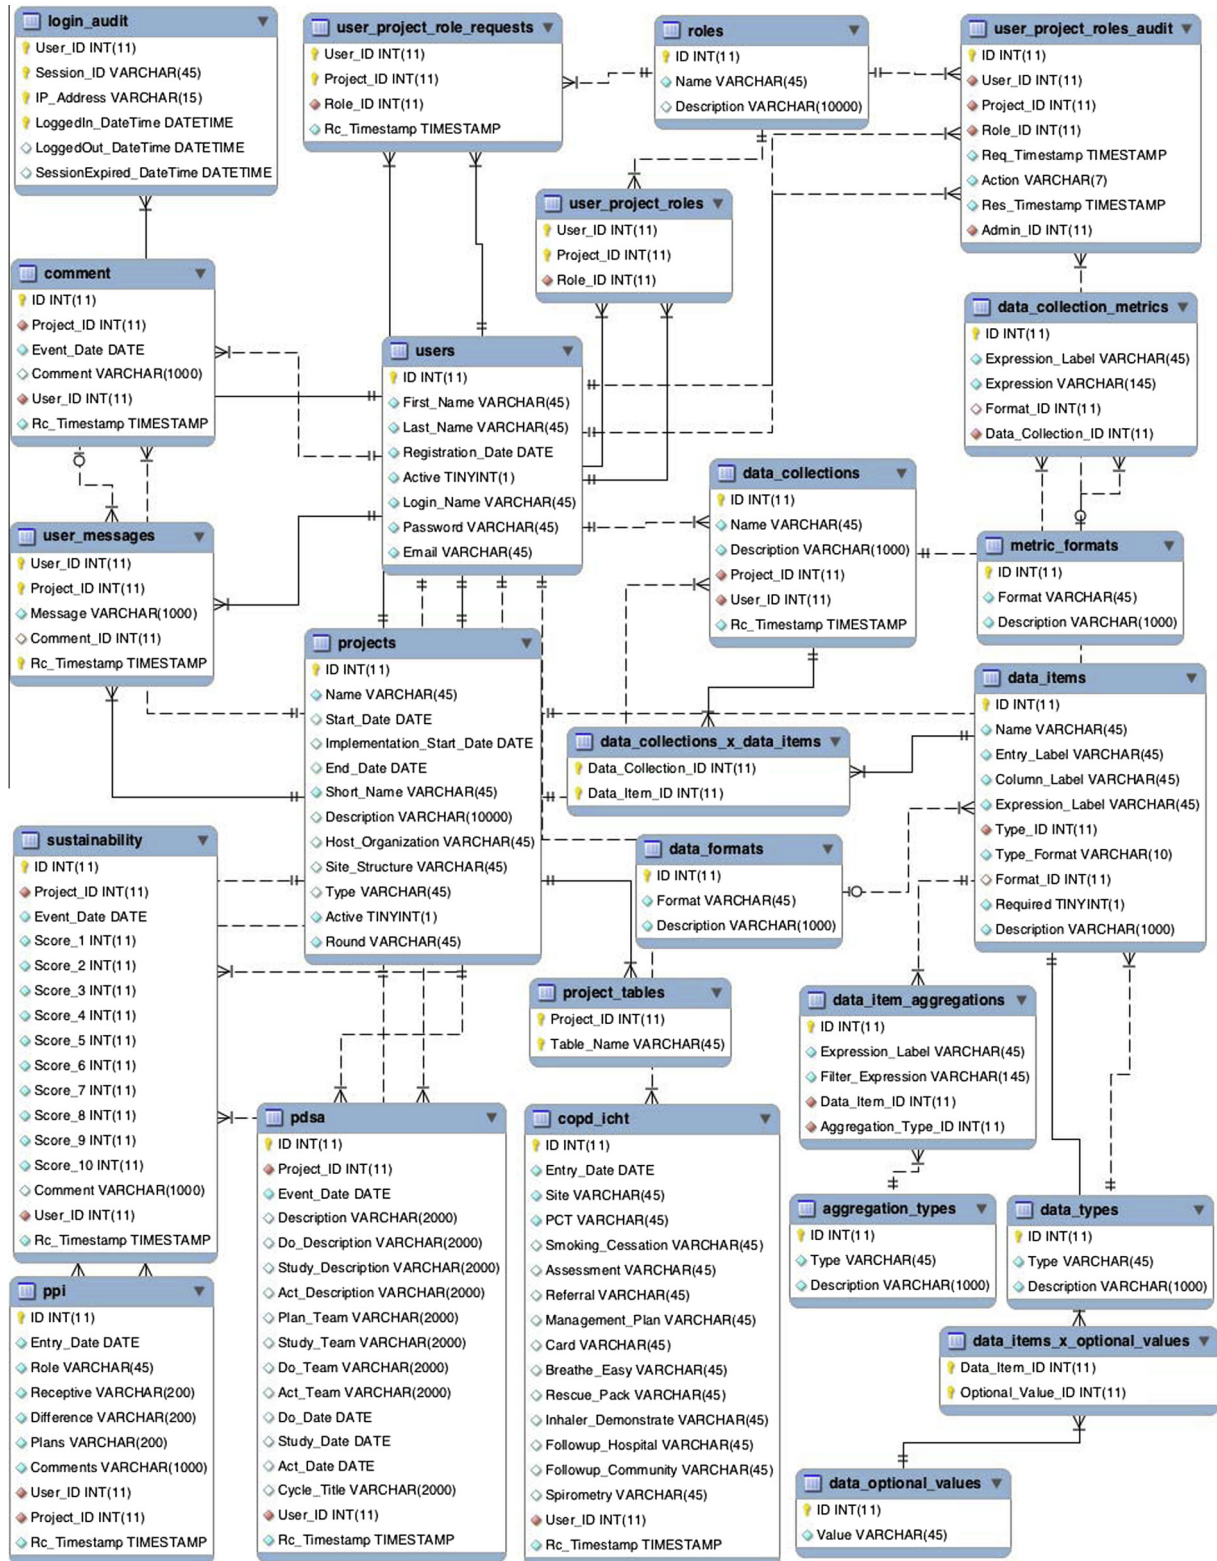 login_audit
User_ID INT(11)
Session_ID VARCHAR(45)
IP_Address VARCHAR(15)
LoggedIn_DateTime DATETIME
LoggedOut_DateTime DATETIME
SessionExpired_DateTime DATETIME
user_project_role_requests
User_ID INT(11)
Project_ID INT(11)
Role_ID INT(11)
Rc_Timestamp TIMESTAMP
roles
ID INT(11)
Name VARCHAR(45)
Description VARCHAR(10000)
user_project_roles_audit
ID INT(11)
User_ID INT(11)
Project_ID INT(11)
Role_ID INT(11)
Req_Timestamp TIMESTAMP
Action VARCHAR(7)
Res_Timestamp TIMESTAMP
Admin_ID INT(11)
user_project_roles
User_ID INT(11)
Project_ID INT(11)
Role_ID INT(11)
comment
ID INT(11)
Project_ID INT(11)
Event_Date DATE
Comment VARCHAR(1000)
User_ID INT(11)
Rc_Timestamp TIMESTAMP
users
ID INT(11)
First_Name VARCHAR(45)
Last_Name VARCHAR(45)
Registration_Date DATE
Active TINYINT(1)
Login_Name VARCHAR(45)
Password VARCHAR(45)
Email VARCHAR(45)
data_collection_metrics
ID INT(11)
Expression_Label VARCHAR(45)
Expression VARCHAR(145)
Format_ID INT(11)
Data_Collection_ID INT(11)
data_collections
ID INT(11)
Name VARCHAR(45)
Description VARCHAR(1000)
Project_ID INT(11)
User_ID INT(11)
Rc_Timestamp TIMESTAMP
user_messages
User_ID INT(11)
Project_ID INT(11)
Message VARCHAR(1000)
Comment_ID INT(11)
Rc_Timestamp TIMESTAMP
metric_formats
ID INT(11)
Format VARCHAR(45)
Description VARCHAR(1000)
projects
ID INT(11)
Name VARCHAR(45)
Start_Date DATE
Implementation_Start_Date DATE
End_Date DATE
Short_Name VARCHAR(45)
Description VARCHAR(10000)
Host_Organization VARCHAR(45)
Site_Structure VARCHAR(45)
Type VARCHAR(45)
Active TINYINT(1)
Round VARCHAR(45)
data_items
ID INT(11)
Name VARCHAR(45)
Entry_Label VARCHAR(45)
Column_Label VARCHAR(45)
Expression_Label VARCHAR(45)
Type_ID INT(11)
Type_Format VARCHAR(10)
Format_ID INT(11)
Required TINYINT(1)
Description VARCHAR(1000)
data_collections_x_data_items
Data_Collection_ID INT(11)
Data_Item_ID INT(11)
sustainability
ID INT(11)
Project_ID INT(11)
Event_Date DATE
Score_1 INT(11)
Score_2 INT(11)
Score_3 INT(11)
Score_4 INT(11)
Score_5 INT(11)
Score_6 INT(11)
Score_7 INT(11)
Score_8 INT(11)
Score_9 INT(11)
Score_10 INT(11)
Comment VARCHAR(1000)
User_ID INT(11)
Rc_Timestamp TIMESTAMP
data_formats
ID INT(11)
Format VARCHAR(45)
Description VARCHAR(1000)
project_tables
Project_ID INT(11)
Table_Name VARCHAR(45)
data_item_aggregations
ID INT(11)
Expression_Label VARCHAR(45)
Filter_Expression VARCHAR(145)
Data_Item_ID INT(11)
Aggregation_Type_ID INT(11)
pdsa
ID INT(11)
Project_ID INT(11)
Event_Date DATE
Description VARCHAR(2000)
Do_Description VARCHAR(2000)
Study_Description VARCHAR(2000)
Act_Description VARCHAR(2000)
Plan_Team VARCHAR(2000)
Study_Team VARCHAR(2000)
Do_Team VARCHAR(2000)
Act_Team VARCHAR(2000)
Do_Date DATE
Study_Date DATE
Act_Date DATE
Cycle_Title VARCHAR(2000)
User_ID INT(11)
Rc_Timestamp TIMESTAMP
copd_icht
ID INT(11)
Entry_Date DATE
Site VARCHAR(45)
PCT VARCHAR(45)
Smoking_Cessation VARCHAR(45)
Assessment VARCHAR(45)
Referral VARCHAR(45)
Management_Plan VARCHAR(45)
Card VARCHAR(45)
Breathe_Easy VARCHAR(45)
Rescue_Pack VARCHAR(45)
Inhaler_Demonstrate VARCHAR(45)
Followup_Hospital VARCHAR(45)
Followup_Community VARCHAR(45)
Spirometry VARCHAR(45)
User_ID INT(11)
Rc_Timestamp TIMESTAMP
aggregation_types
ID INT(11)
Type VARCHAR(45)
Description VARCHAR(1000)
data_types
ID INT(11)
Type VARCHAR(45)
Description VARCHAR(1000)
ppi
ID INT(11)
Entry_Date DATE
Role VARCHAR(45)
Receptive VARCHAR(200)
Difference VARCHAR(200)
Plans VARCHAR(200)
Comments VARCHAR(1000)
User_ID INT(11)
Project_ID INT(11)
Rc_Timestamp TIMESTAMP
data_items_x_optional_values
Data_Item_ID INT(11)
Optional_Value_ID INT(11)
data_optional_values
ID INT(11)
Value VARCHAR(45)